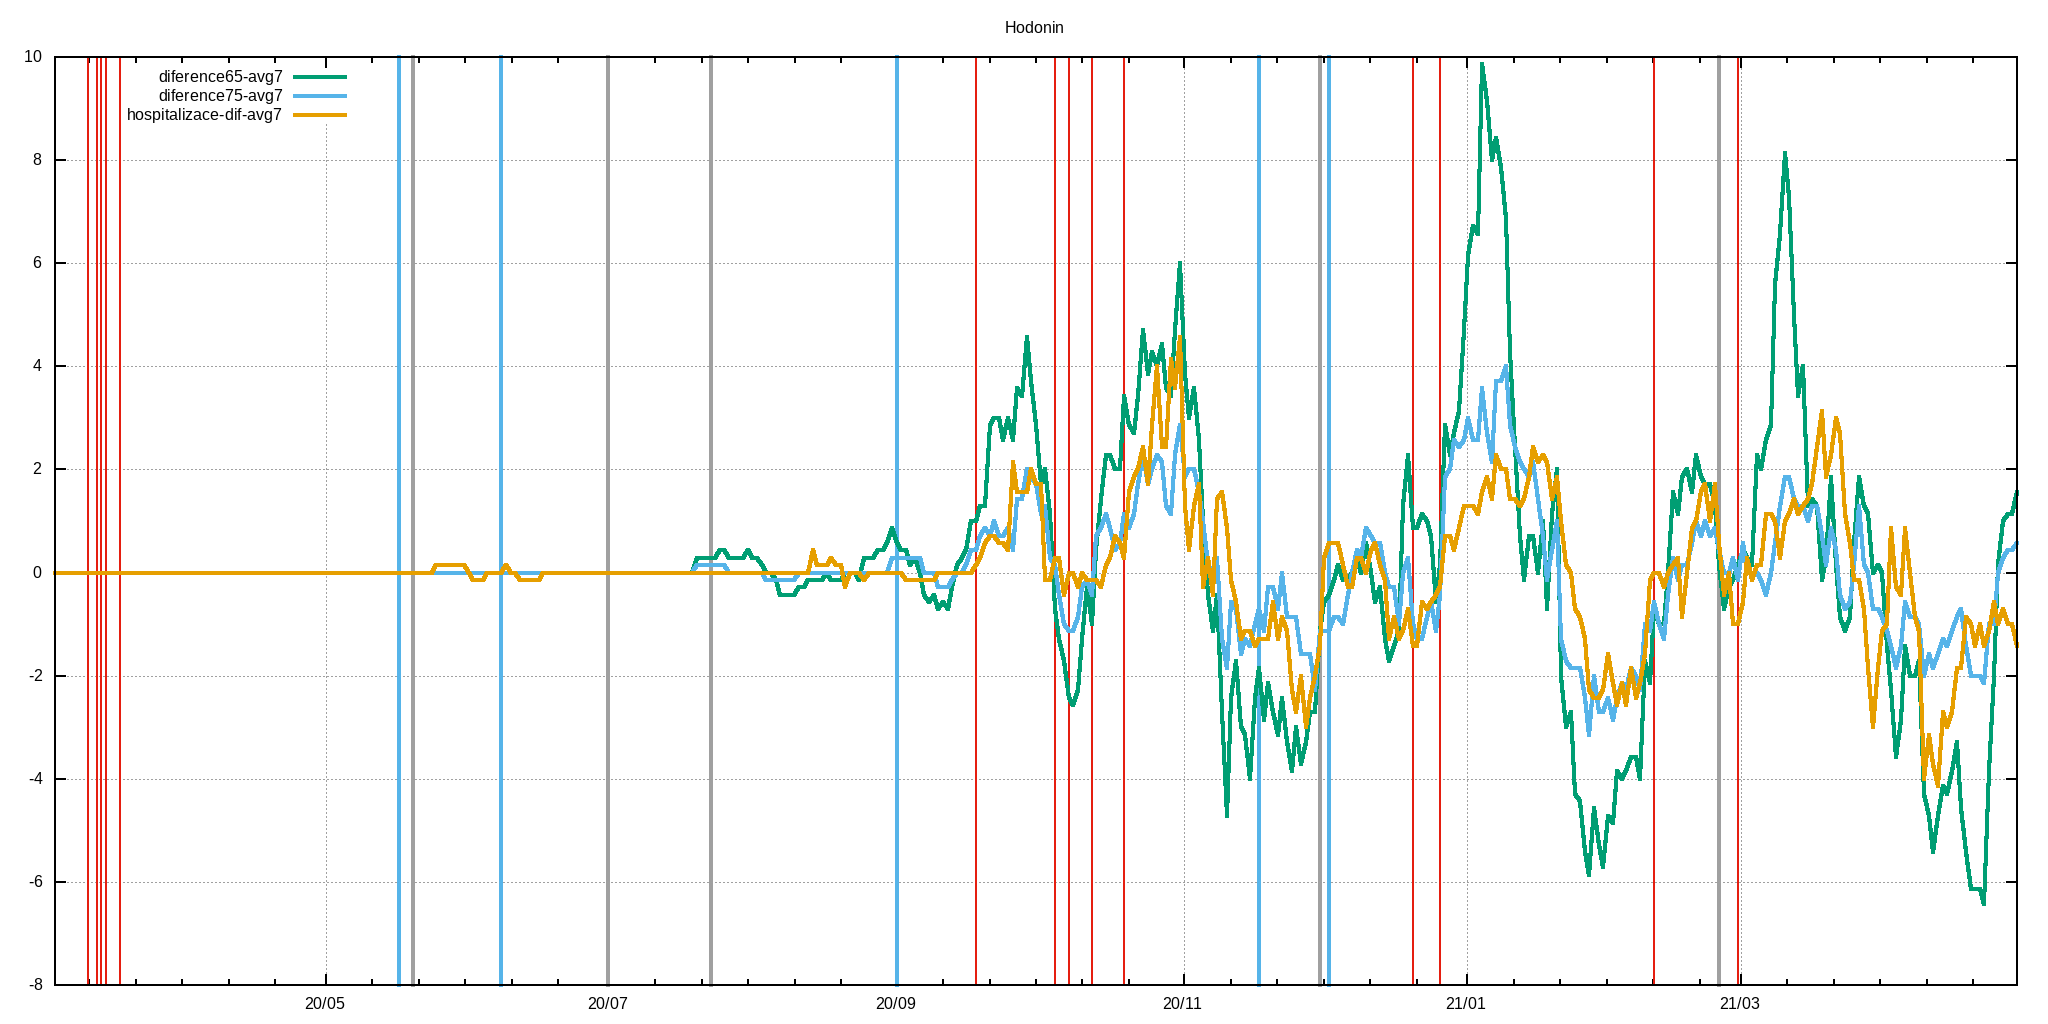 Hodonin
diference65-avg7
diference75-avg7
hospitalizace-dif-avg7
10
8
6
4
2
0
-2
-4
-6
-8
20/05 20/07 20/09 20/11 21/01 21/03